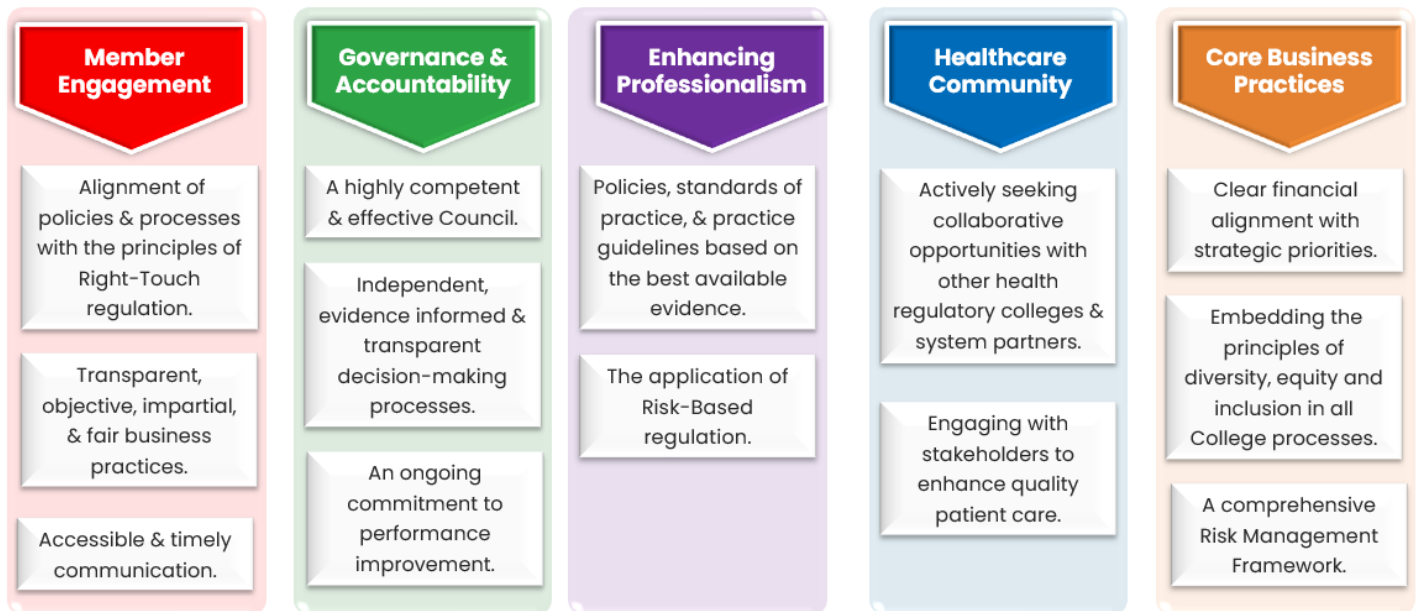 Member
Engagement
Alignment of
policies & processes
with the principles of
Right-Touch
regulation.
Transparent,
objective, impartial,
& fair business
practices.
Accessible & timely
communication.
Governance &
Accountability
A highly competent
& effective Council.
Independent,
evidence informed &
transparent
decision-making
processes.
An ongoing
commitment to
performance
improvement.
Enhancing
Professionalism
Policies, standards of
practice, & practice
guidelines based on
the best available
evidence.
The application of
Risk-Based
regulation.
Healthcare
Community
Actively seeking
collaborative
opportunities with
other health
regulatory colleges &
system partners.
Engaging with
stakeholders to
enhance quality
patient care.
Core Business
Practices
Clear financial
alignment with
strategic priorities.
Embedding the
principles of
diversity, equity and
inclusion in all
College processes.
A comprehensive
Risk Management
Framework.